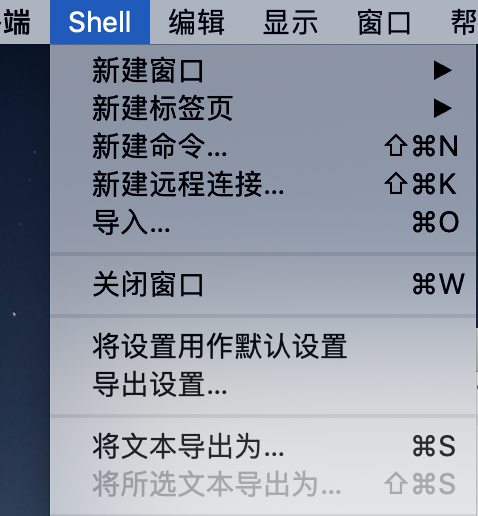 端 Shell 编辑 显示 窗口 帮
新建窗口 ▶
新建标签页 ▶
新建命令... ⇧⌘N
新建远程连接... ⇧⌘K
导入... ⌘O
关闭窗口 ⌘W
将设置用作默认设置
导出设置...
将文本导出为... ⌘S
将所选文本导出为... ⇧⌘S